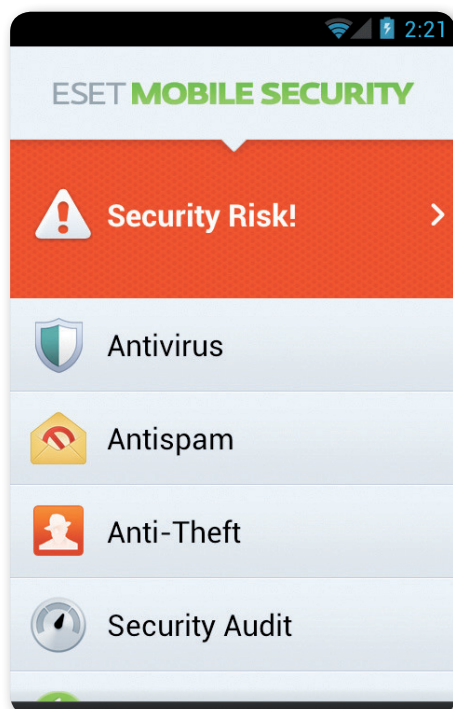 2:21
ESET MOBILE SECURITY
Security Risk!
Antivirus
Antispam
Anti-Theft
Security Audit